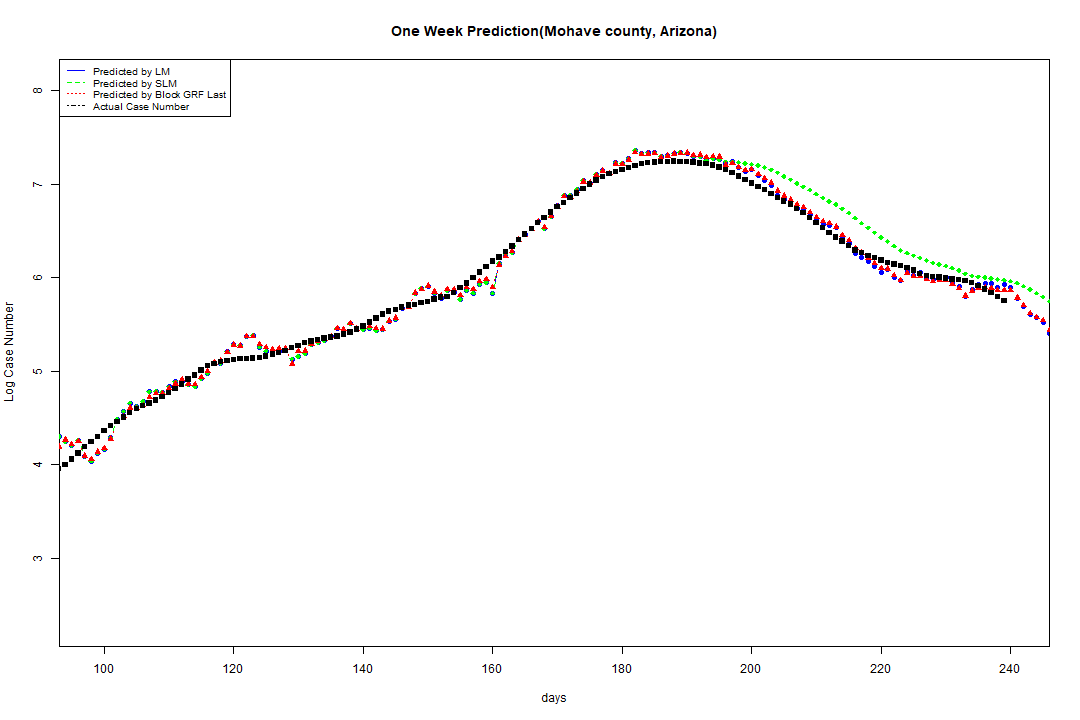 One Week Prediction(Mohave county, Arizona)
Predicted by LM
Predicted by SLM
Predicted by Block GRF Last
Actual Case Number
8
7
6
5
4
3
Log Case Number
100 120 140 160 180 200 220 240
days